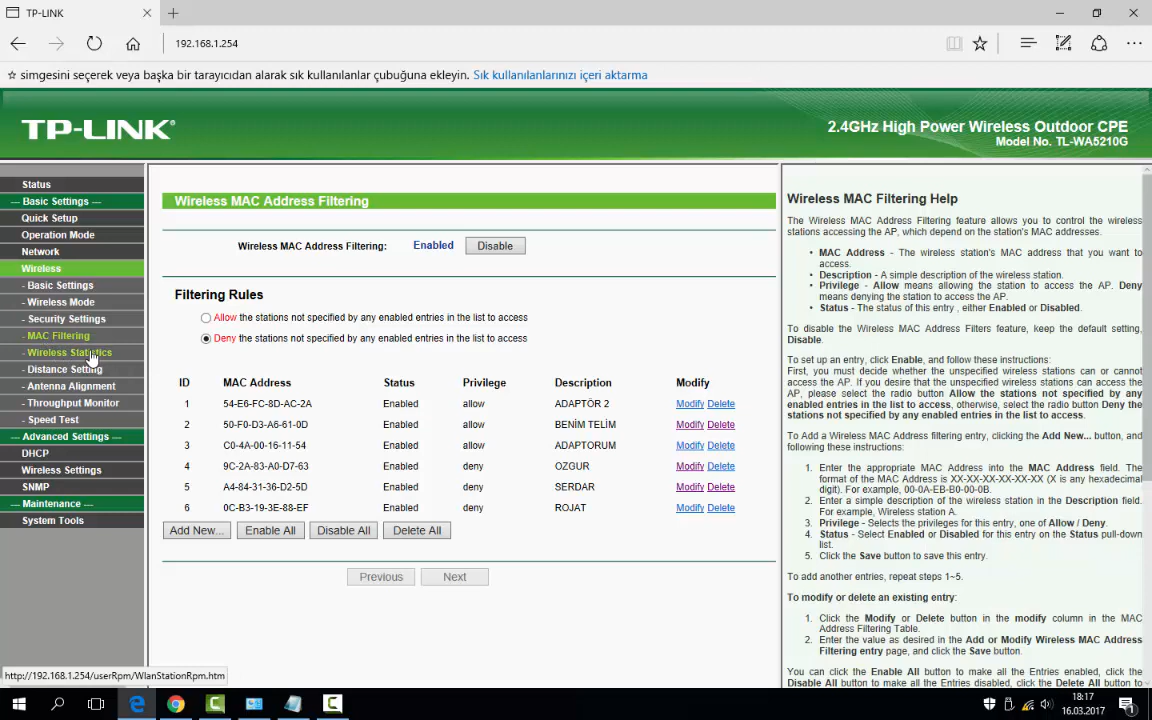 TP-LINK
192.168.1.254
☆ simgesini seçerek veya başka bir tarayıcıdan alarak sık kullanılanlar çubuğuna ekleyin. Sık kullanılanlarınızı içeri aktarma
TP-LINK®
2.4GHz High Power Wireless Outdoor CPE
Model No. TL-WA5210G
Status
--- Basic Settings ---
Quick Setup
Operation Mode
Network
Wireless
- Basic Settings
- Wireless Mode
- Security Settings
- MAC Filtering
- Wireless Statistics
- Distance Setting
- Antenna Alignment
- Throughput Monitor
- Speed Test
--- Advanced Settings ---
DHCP
Wireless Settings
SNMP
--- Maintenance ---
System Tools
Wireless MAC Address Filtering
Wireless MAC Address Filtering: Enabled Disable
Filtering Rules
Allow the stations not specified by any enabled entries in the list to access
Deny the stations not specified by any enabled entries in the list to access
ID MAC Address Status Privilege Description Modify
1 54-E6-FC-8D-AC-2A Enabled allow ADAPTÖR 2 Modify Delete
2 50-F0-D3-A6-61-0D Enabled allow BENİM TELİM Modify Delete
3 C0-4A-00-16-11-54 Enabled allow ADAPTORUM Modify Delete
4 9C-2A-83-A0-D7-63 Enabled deny OZGUR Modify Delete
5 A4-84-31-36-D2-5D Enabled deny SERDAR Modify Delete
6 0C-B3-19-3E-88-EF Enabled deny ROJAT Modify Delete
Add New... Enable All Disable All Delete All
Previous Next
Wireless MAC Filtering Help
The Wireless MAC Address Filtering feature allows you to control the wireless
stations accessing the AP, which depend on the station's MAC addresses.
• MAC Address - The wireless station's MAC address that you want to
access.
• Description - A simple description of the wireless station.
• Privilege - Allow means allowing the station to access the AP. Deny
means denying the station to access the AP.
• Status - The status of this entry , either Enabled or Disabled.
To disable the Wireless MAC Address Filters feature, keep the default setting,
Disable.
To set up an entry, click Enable, and follow these instructions:
First, you must decide whether the unspecified wireless stations can or cannot
access the AP. If you desire that the unspecified wireless stations can access
the AP, please select the radio button Allow the stations not specified by any
enabled entries in the list to access, otherwise, select the radio button Deny the
stations not specified by any enabled entries in the list to access.
To Add a Wireless MAC Address filtering entry, clicking the Add New... button, and
following these instructions:
1. Enter the appropriate MAC Address into the MAC Address field. The
format of the MAC Address is XX-XX-XX-XX-XX-XX (X is any hexadecimal
digit). For example, 00-0A-EB-B0-00-0B.
2. Enter a simple description of the wireless station in the Description field.
For example, Wireless station A.
3. Privilege - Selects the privileges for this entry, one of Allow / Deny.
4. Status - Select Enabled or Disabled for this entry on the Status pull-down
list.
5. Click the Save button to save this entry.
To add another entries, repeat steps 1~5.
To modify or delete an existing entry:
1. Click the Modify or Delete button in the modify column in the MAC
Address Filtering Table.
2. Enter the value as desired in the Add or Modify Wireless MAC Address
Filtering entry page, and click the Save button.
You can click the Enable All button to make all the Entries enabled, click the
Disable All button to make all the Entries disabled, click the Delete All button to
http://192.168.1.254/userRpm/WlanStationRpm.htm
18:17
16.03.2017